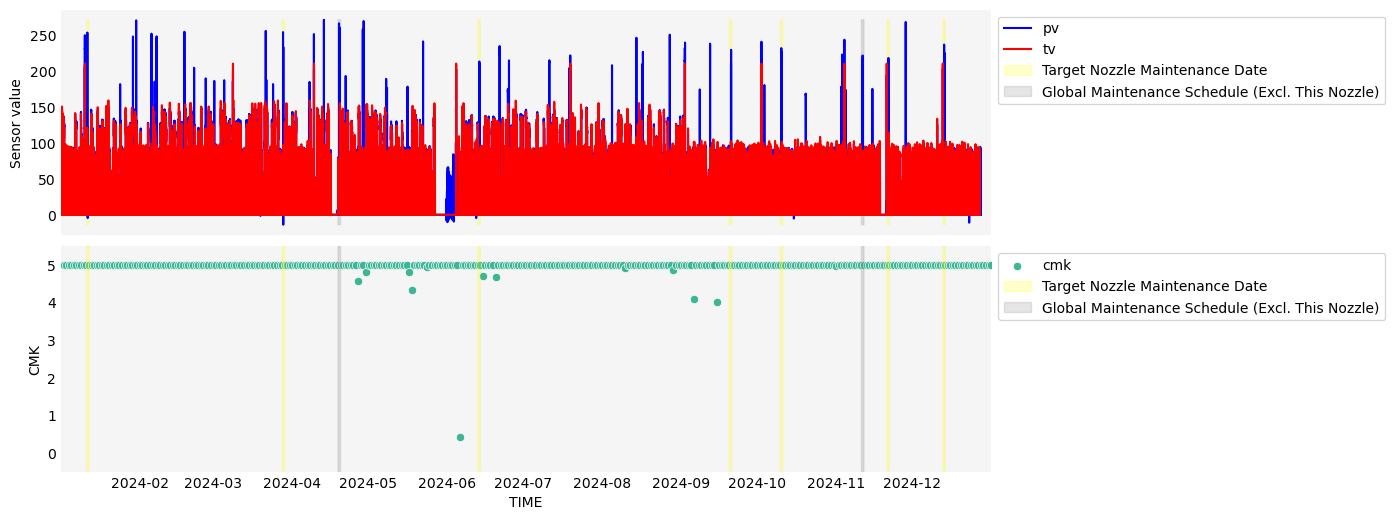 250
200
150
100
50
0
Sensor value
pv
tv
Target Nozzle Maintenance Date
Global Maintenance Schedule (Excl. This Nozzle)
5
4
3
2
1
0
CMK
cmk
Target Nozzle Maintenance Date
Global Maintenance Schedule (Excl. This Nozzle)
2024-02 2024-03 2024-04 2024-05 2024-06 2024-07 2024-08 2024-09 2024-10 2024-11 2024-12
TIME